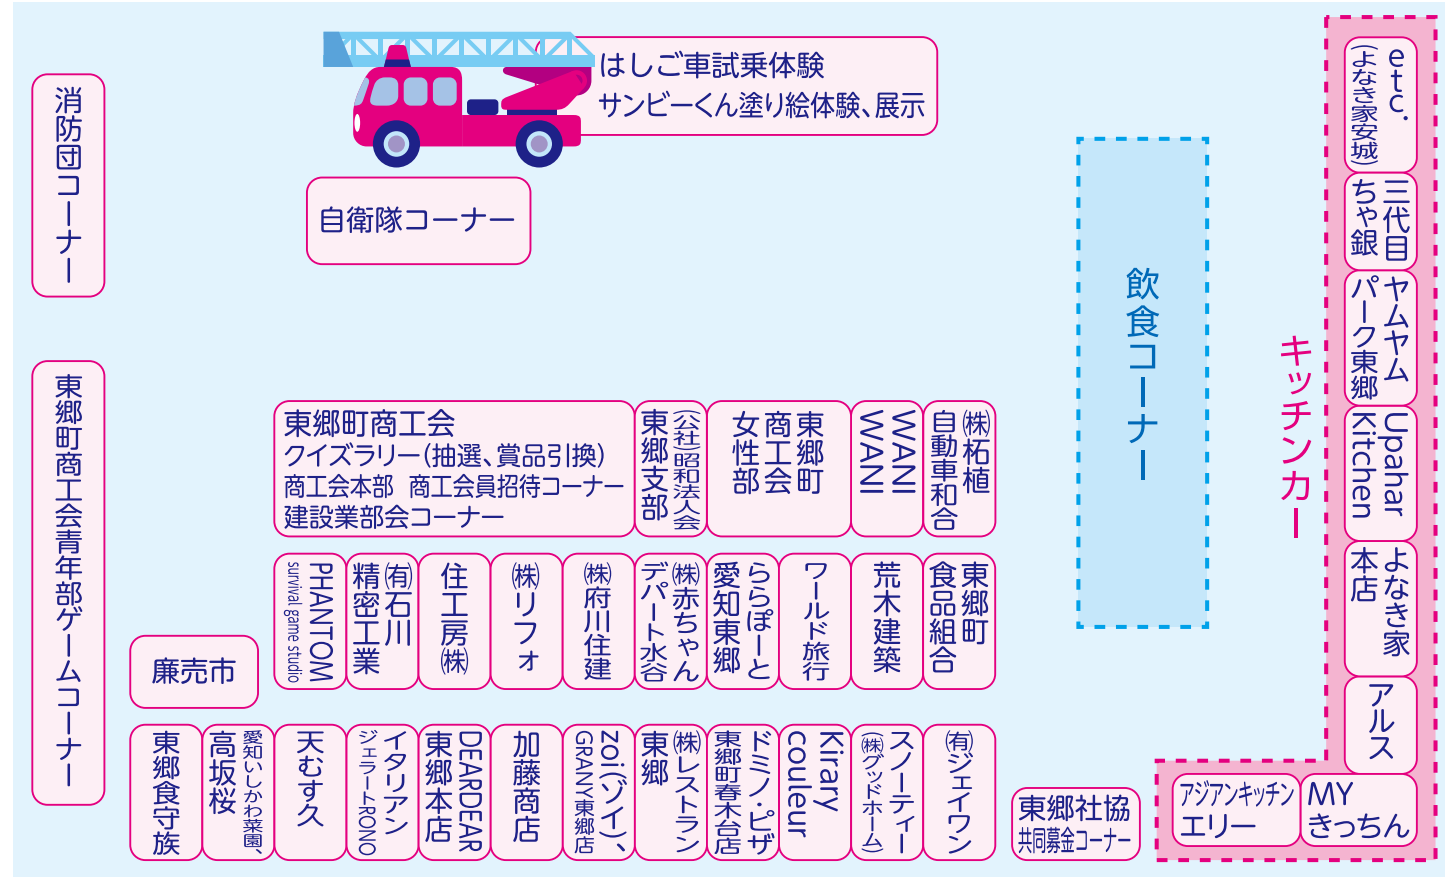 はしご車試乗体験
サンビーくん塗り絵体験、展示
消防団コーナー
自衛隊コーナー
東郷町商工会青年部ゲームコーナー
東郷町商工会
クイズラリー(抽選、賞品引換)
商工会本部 商工会員招待コーナー
建設業部会コーナー
(公社)昭和法人会
東郷支部
東郷町
商工会
女性部
WANI
WANI
㈱柘植
自動車和合
PHANTOM
survival game studio
㈲石川
精密工業
住工房㈱
㈱リフォ
㈱府川住建
㈱赤ちゃん
デパート水谷
ららぽーと
愛知東郷
ワールド旅行
荒木建築
東郷町
食品組合
廉売市
東郷食守族
愛知いしかわ菜園、
高坂桜
天むす久
イタリアン
ジェラートRONO
DEARDEAR
東郷本店
加藤商店
zoi(ゾイ)、
GRANY東郷店
㈱レストラン
東郷
ドミノ・ピザ
東郷町春木台店
Kirary
couleur
スノーティー
(㈱グッドホーム)
㈲ジェイワン
東郷社協
共同募金コーナー
飲食コーナー
キッチンカー
etc.
(よなき家安城)
三代目
ちゃ銀
ヤムヤム
パーク東郷
Upahar
Kitchen
よなき家
本店
アルス
アジアンキッチン
エリー
MY
きっちん